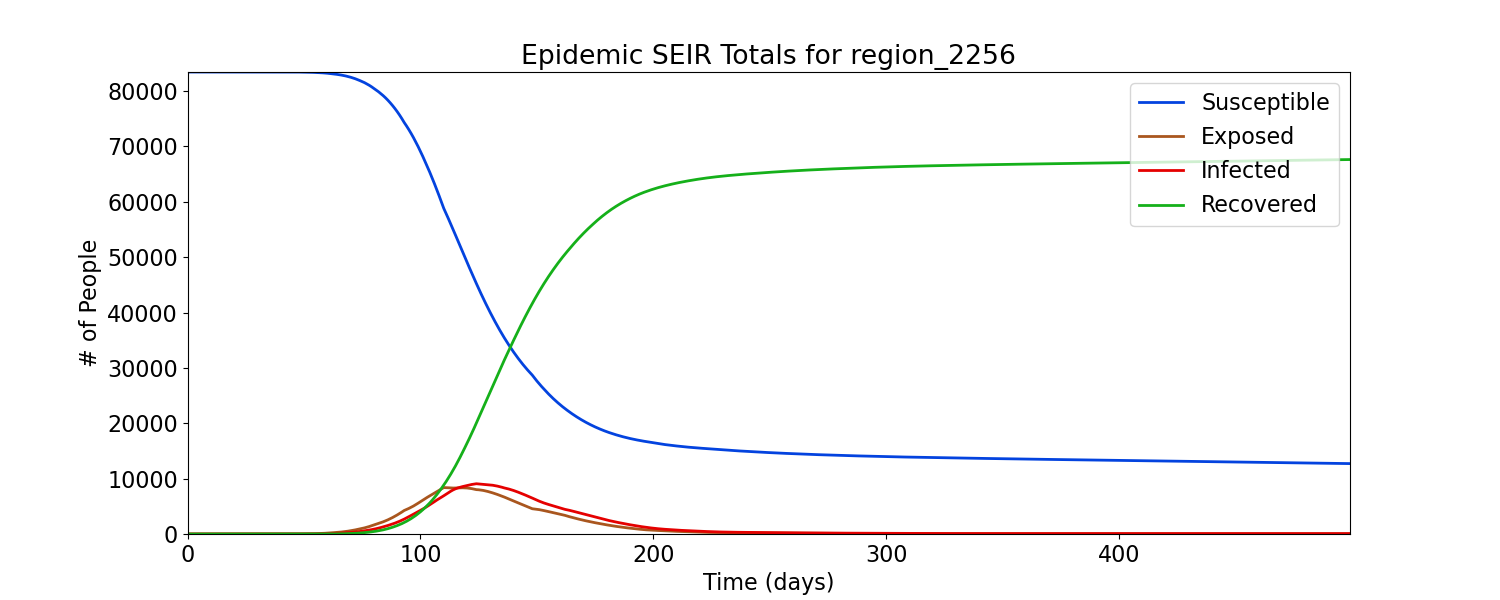 Epidemic SEIR Totals for region_2256
80000
70000
60000
50000
40000
30000
20000
10000
0
# of People
Susceptible
Exposed
Infected
Recovered
0
100
200
300
400
Time (days)